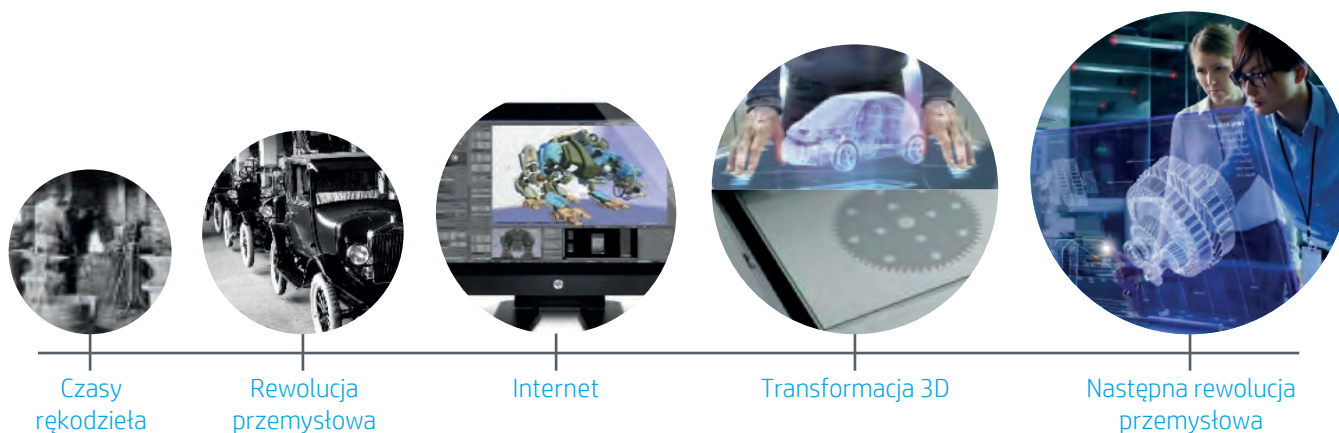 Czasy
rękodzieła
Rewolucja
przemysłowa
Internet
Transformacja 3D
Następna rewolucja
przemysłowa